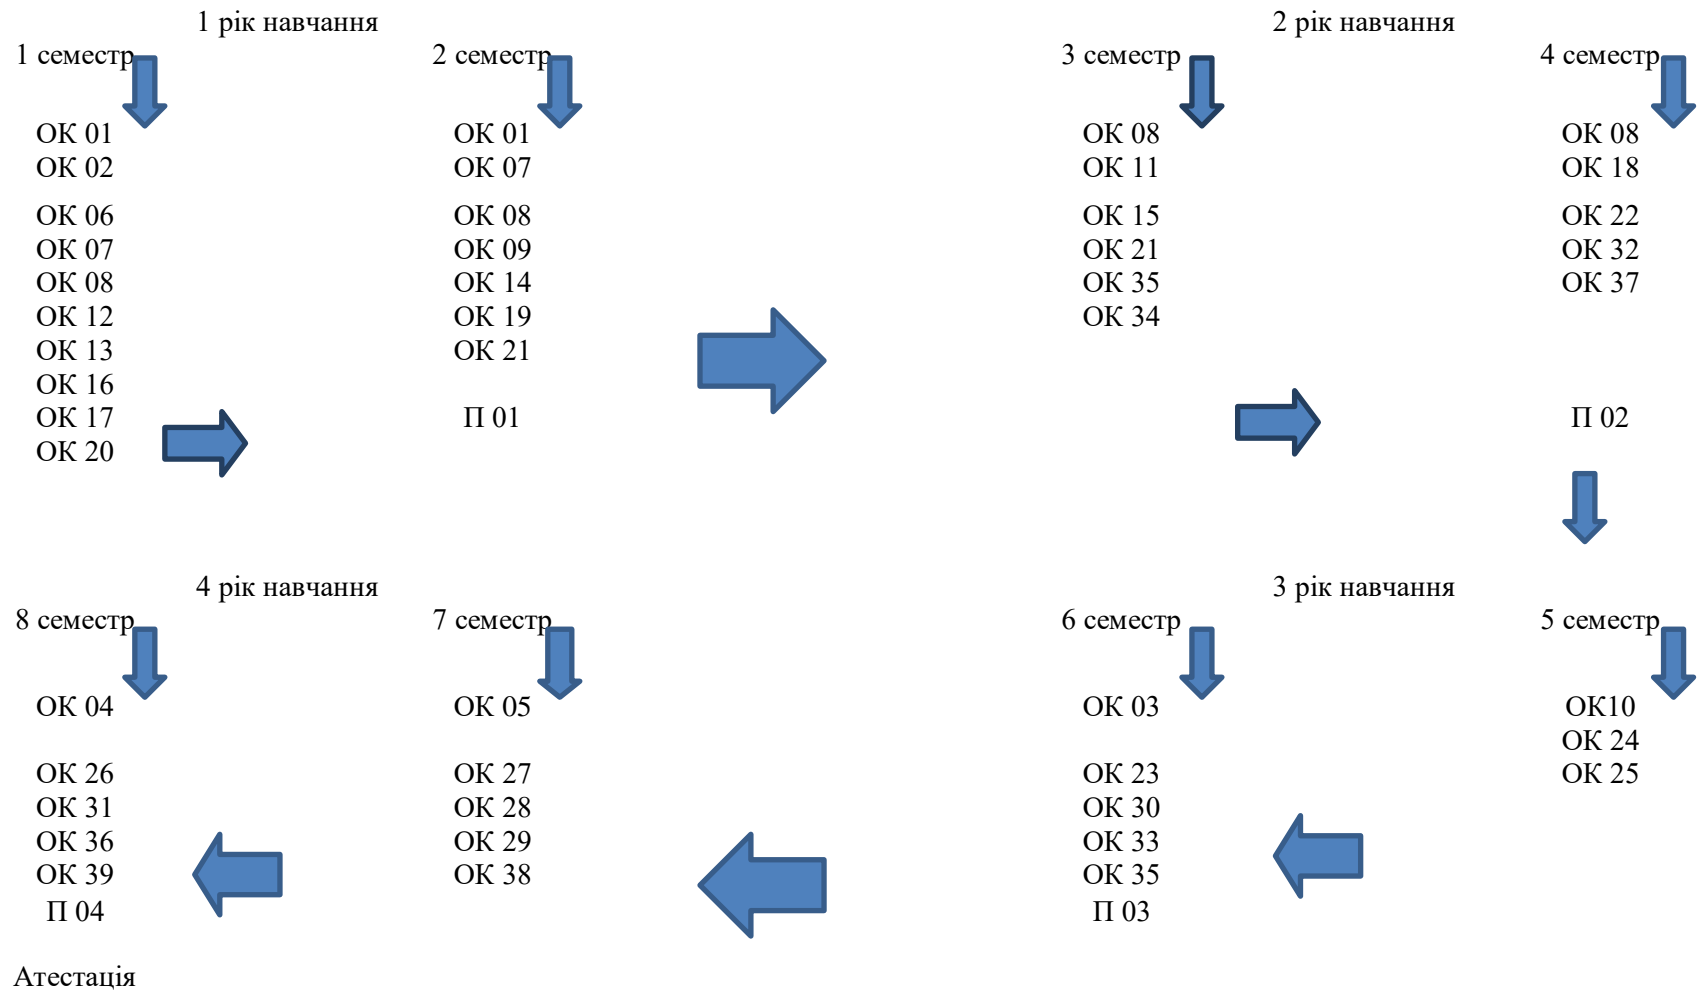 1 рік навчання
2 рік навчання
1 семестр
2 семестр
3 семестр
4 семестр
ОК 01
ОК 01
ОК 08
ОК 08
ОК 02
ОК 07
ОК 11
ОК 18
ОК 06
ОК 08
ОК 15
ОК 22
ОК 07
ОК 09
ОК 21
ОК 32
ОК 08
ОК 14
ОК 35
ОК 37
ОК 12
ОК 19
ОК 34
ОК 13
ОК 21
ОК 16
ОК 17
П 01
П 02
ОК 20
4 рік навчання
3 рік навчання
8 семестр
7 семестр
6 семестр
5 семестр
ОК 04
ОК 05
ОК 03
ОК10
ОК 24
ОК 26
ОК 27
ОК 23
ОК 25
ОК 31
ОК 28
ОК 30
ОК 36
ОК 29
ОК 33
ОК 39
ОК 38
ОК 35
П 04
П 03
Атестація